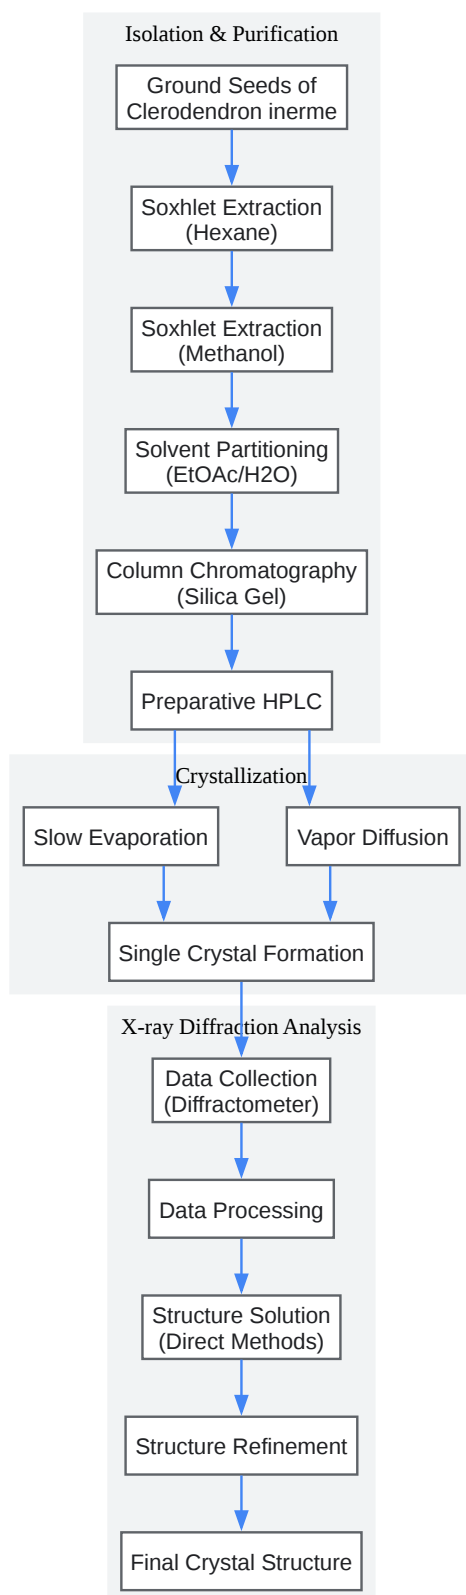 Isolation & Purification
Ground Seeds of
Clerodendron inerme
Soxhlet Extraction
(Hexane)
Soxhlet Extraction
(Methanol)
Solvent Partitioning
(EtOAc/H2O)
Column Chromatography
(Silica Gel)
Preparative HPLC
Crystallization
Slow Evaporation
Vapor Diffusion
Single Crystal Formation
X-ray Diffraction Analysis
Data Collection
(Diffractometer)
Data Processing
Structure Solution
(Direct Methods)
Structure Refinement
Final Crystal Structure